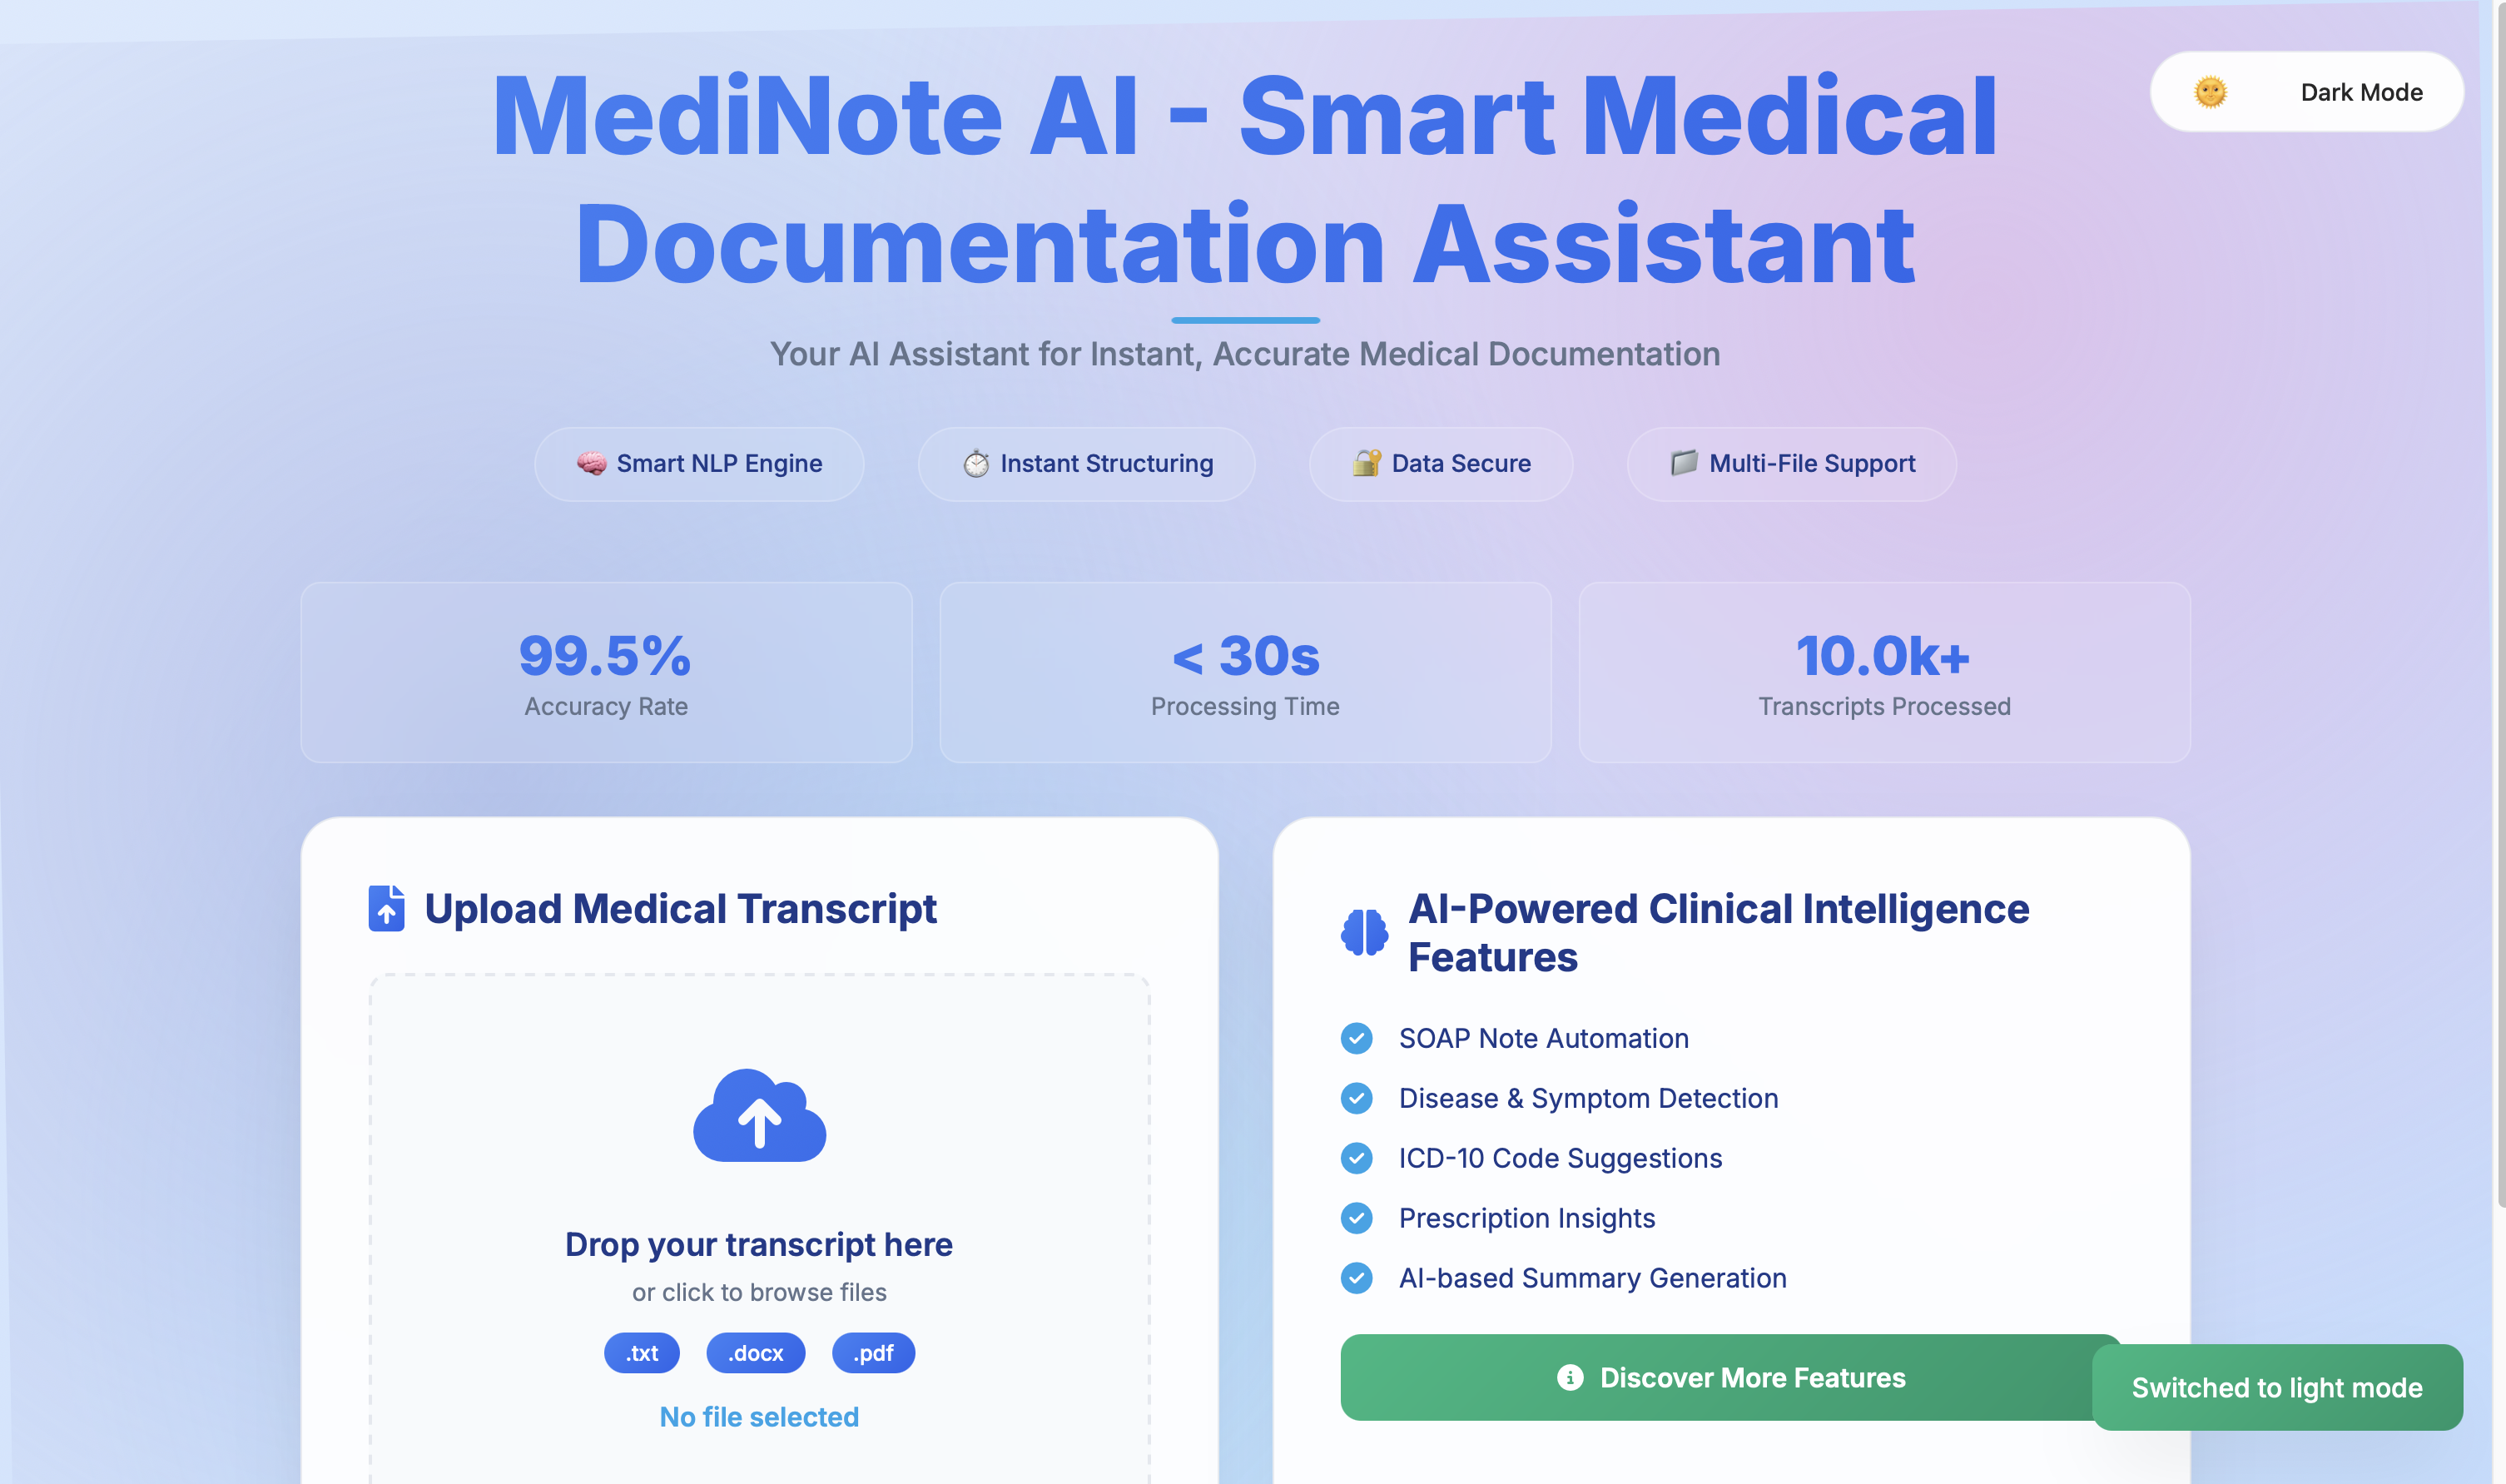 MediNote AI - Smart Medical
Documentation Assistant
Dark Mode
Your AI Assistant for Instant, Accurate Medical Documentation
Smart NLP Engine
Instant Structuring
Data Secure
Multi-File Support
99.5%
Accuracy Rate
< 30s
Processing Time
10.0k+
Transcripts Processed
Upload Medical Transcript
Drop your transcript here
or click to browse files
.txt
.docx
.pdf
No file selected
AI-Powered Clinical Intelligence
Features
SOAP Note Automation
Disease & Symptom Detection
ICD-10 Code Suggestions
Prescription Insights
AI-based Summary Generation
Discover More Features
Switched to light mode